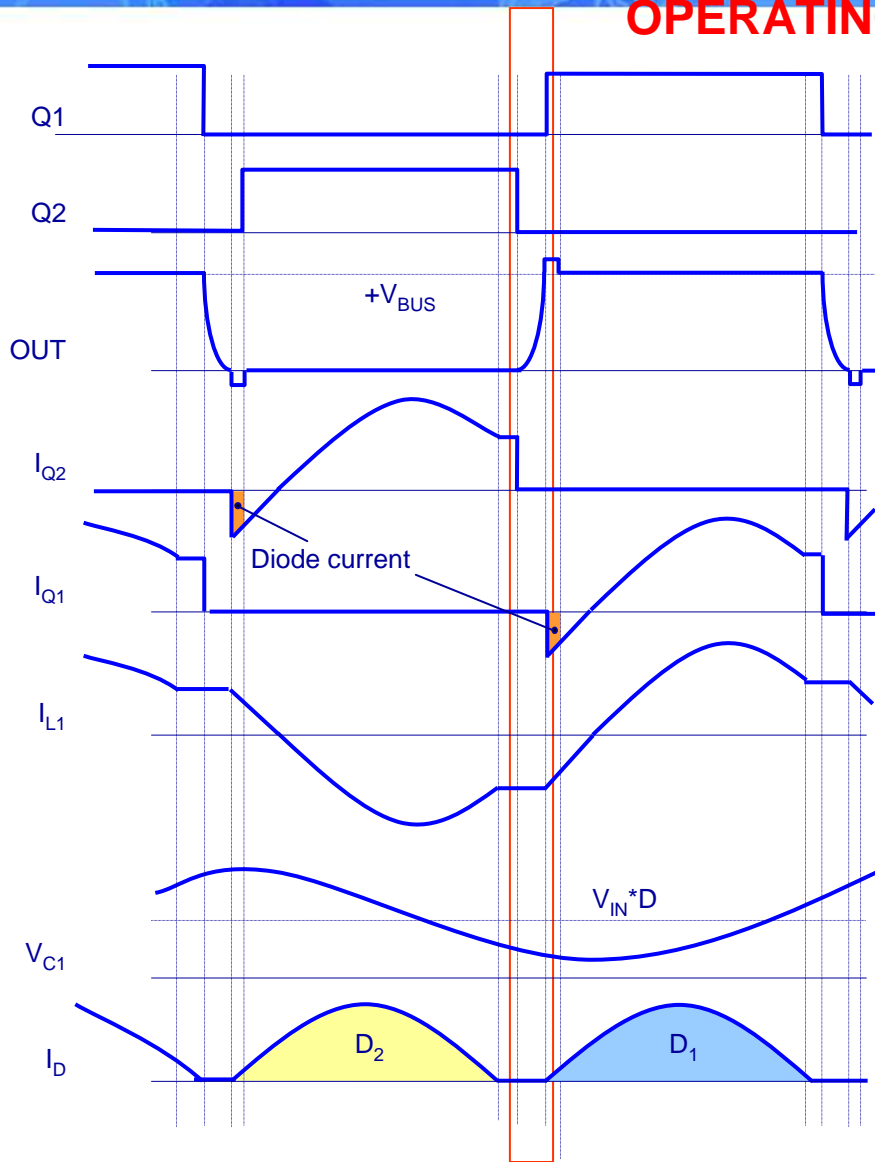 OPERATIN
Q1
Q2
+VBUS
OUT
IQ2
Diode current
IQ1
IL1
VIN*D
VC1
D2
D1
ID